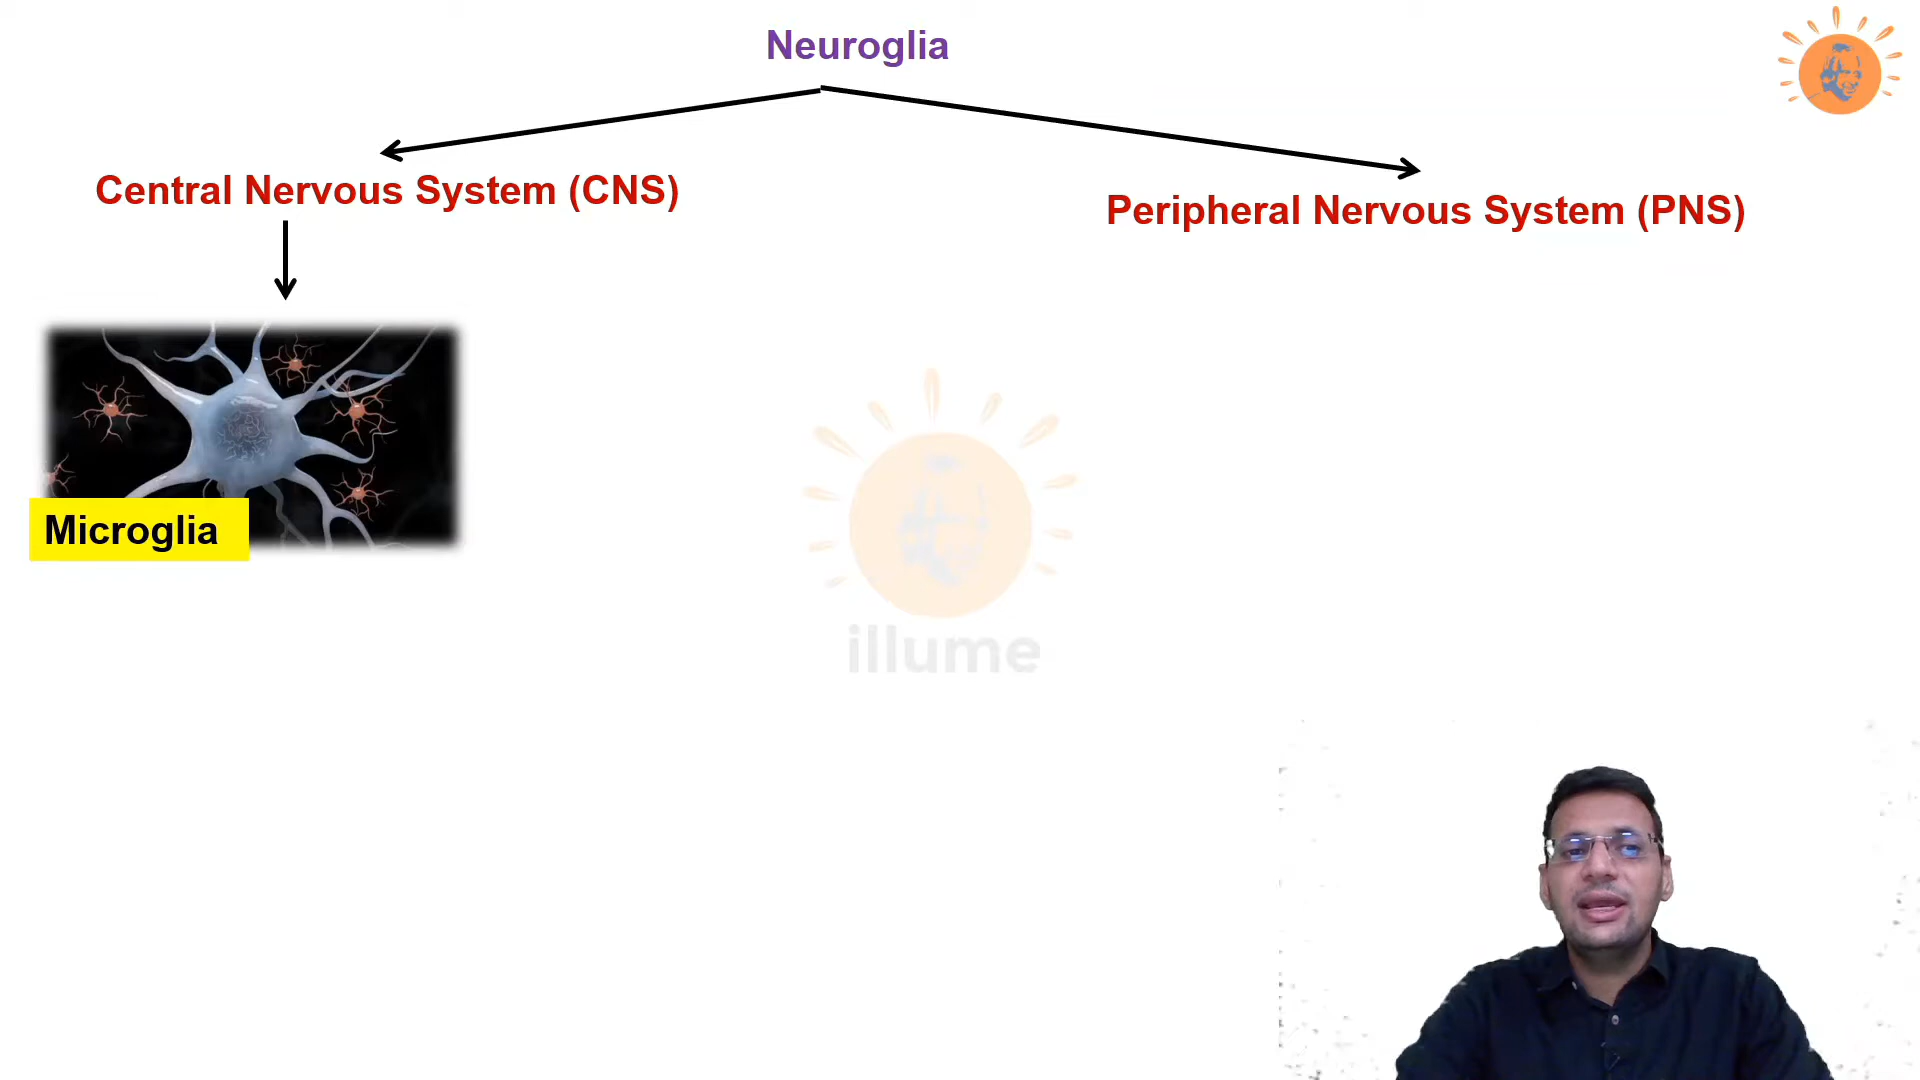 Neuroglia
Central Nervous System (CNS)
Peripheral Nervous System (PNS)
Microglia
illume